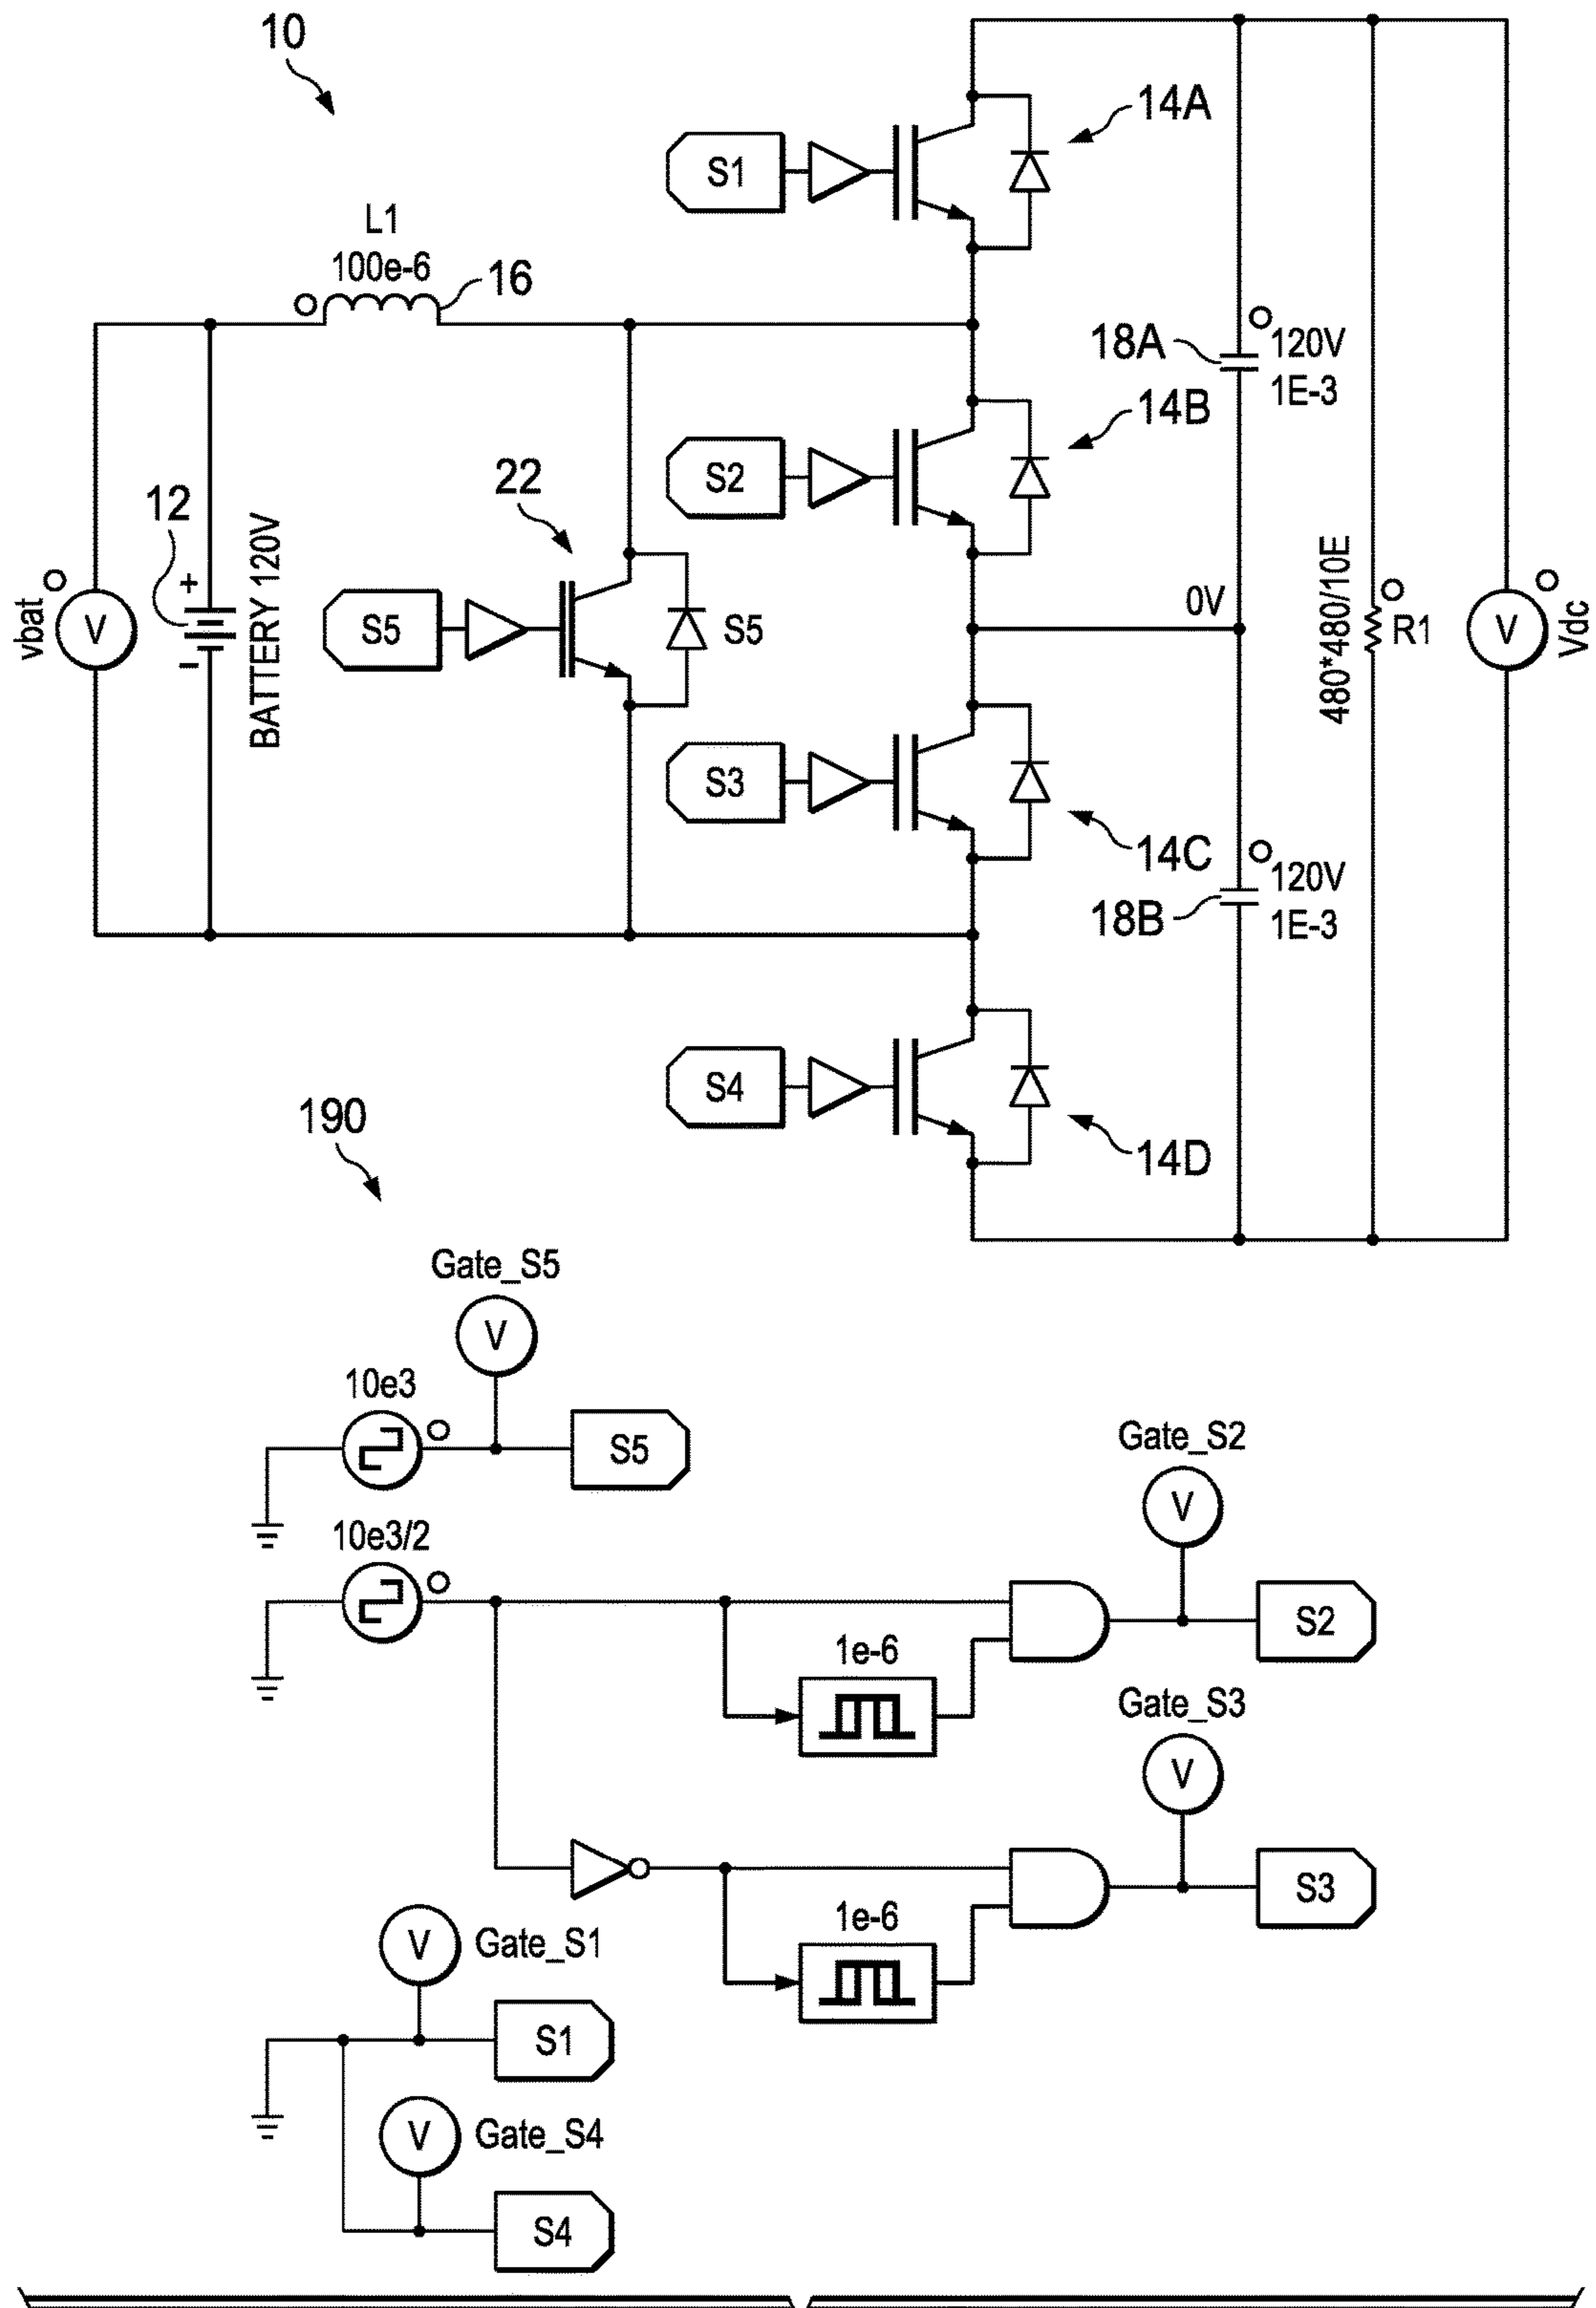 10
14A
S1
L1
100e-6
16
18A
120V
1E-3
14B
S2
22
12
+
BATTERY 120V
-
vbat
V
S5
S5
0V
480*480/10E
R1
V
Vdc
S3
14C
18B
120V
1E-3
S4
14D
190
Gate_S5
V
10e3
S5
Gate_S2
V
10e3/2
S2
1e-6
Gate_S3
V
S3
1e-6
V
Gate_S1
S1
V
Gate_S4
S4